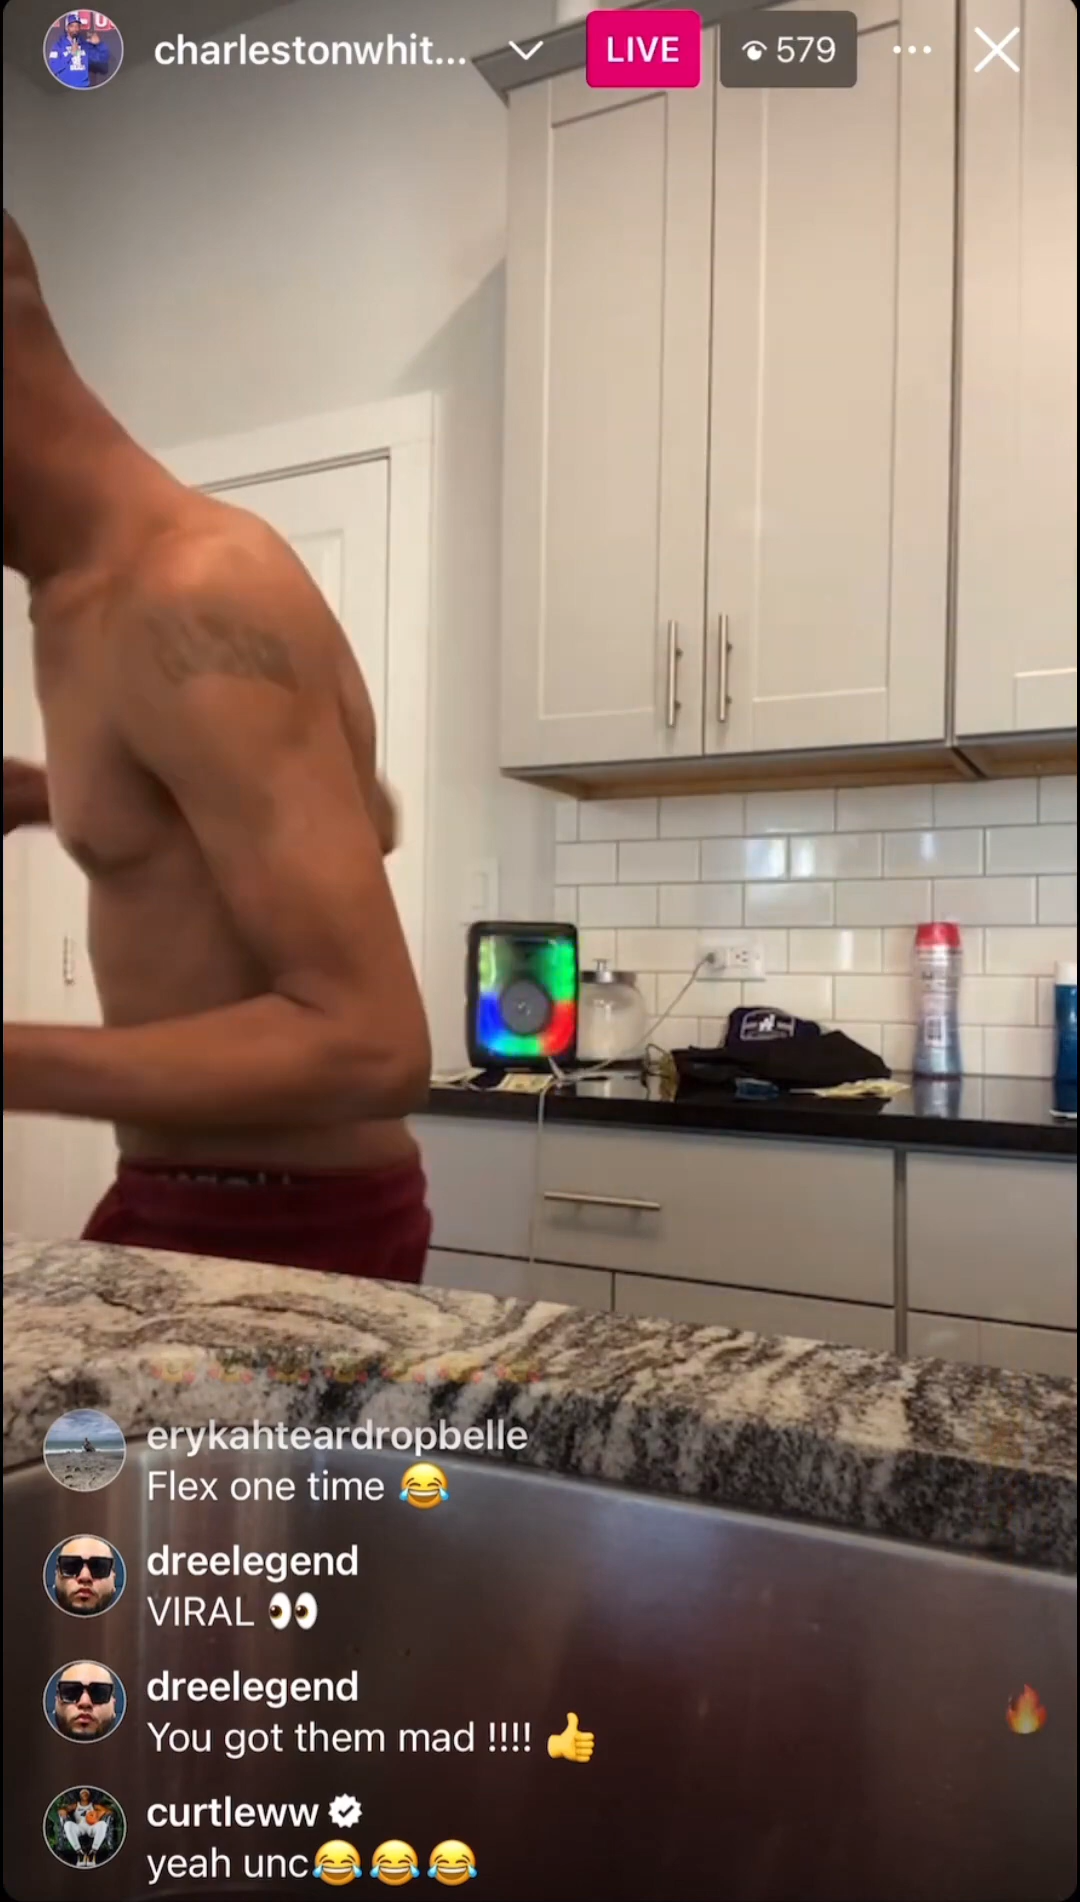 charlestonwhit...
LIVE
579
erykahteardropbelle
Flex one time 😂
dreelegend
VIRAL 👀
dreelegend
You got them mad !!!! 👍
curtleww
yeah unc😂😂😂